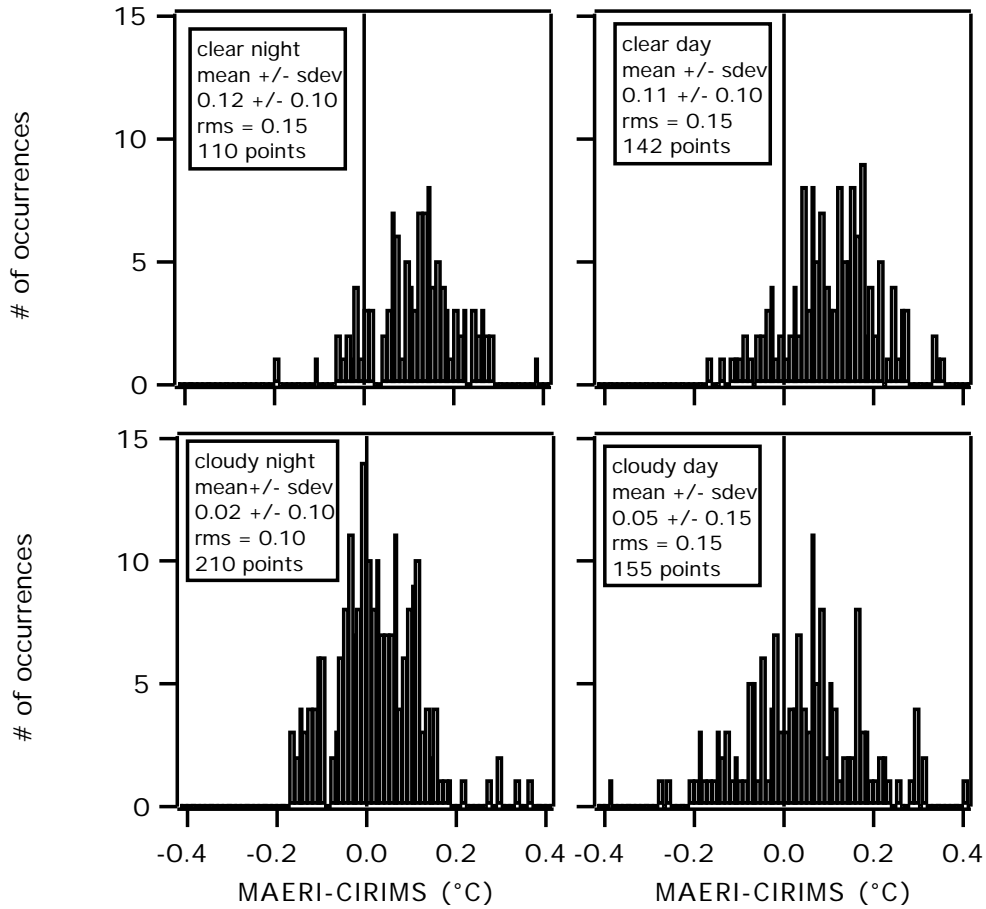 15
10
5
0
# of occurrences
clear night
mean +/- sdev
0.12 +/- 0.10
rms = 0.15
110 points
clear day
mean +/- sdev
0.11 +/- 0.10
rms = 0.15
142 points
15
10
5
0
# of occurrences
cloudy night
mean+/- sdev
0.02 +/- 0.10
rms = 0.10
210 points
cloudy day
mean +/- sdev
0.05 +/- 0.15
rms = 0.15
155 points
-0.4 0.0 0.2 0.4
-0.4 0.0 0.2 0.4
MAERI-CIRIMS (°C)
MAERI-CIRIMS (°C)